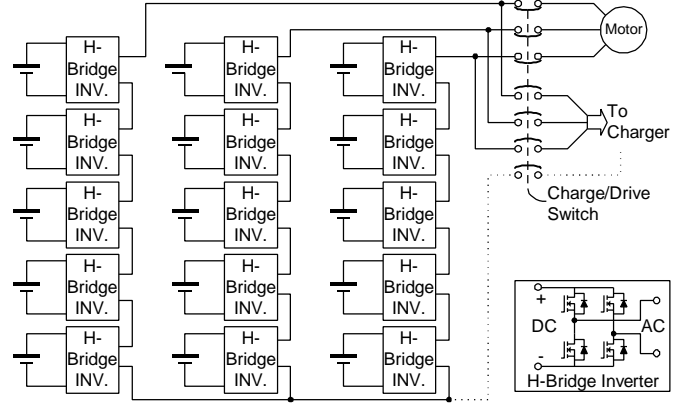 H-
Bridge
INV.
H-
Bridge
INV.
H-
Bridge
INV.
Motor
H-
Bridge
INV.
H-
Bridge
INV.
H-
Bridge
INV.
To
Charger
H-
Bridge
INV.
H-
Bridge
INV.
H-
Bridge
INV.
Charge/Drive
Switch
H-
Bridge
INV.
H-
Bridge
INV.
H-
Bridge
INV.
H-
Bridge
INV.
H-
Bridge
INV.
H-
Bridge
INV.
+
DC
AC
-
H-Bridge Inverter